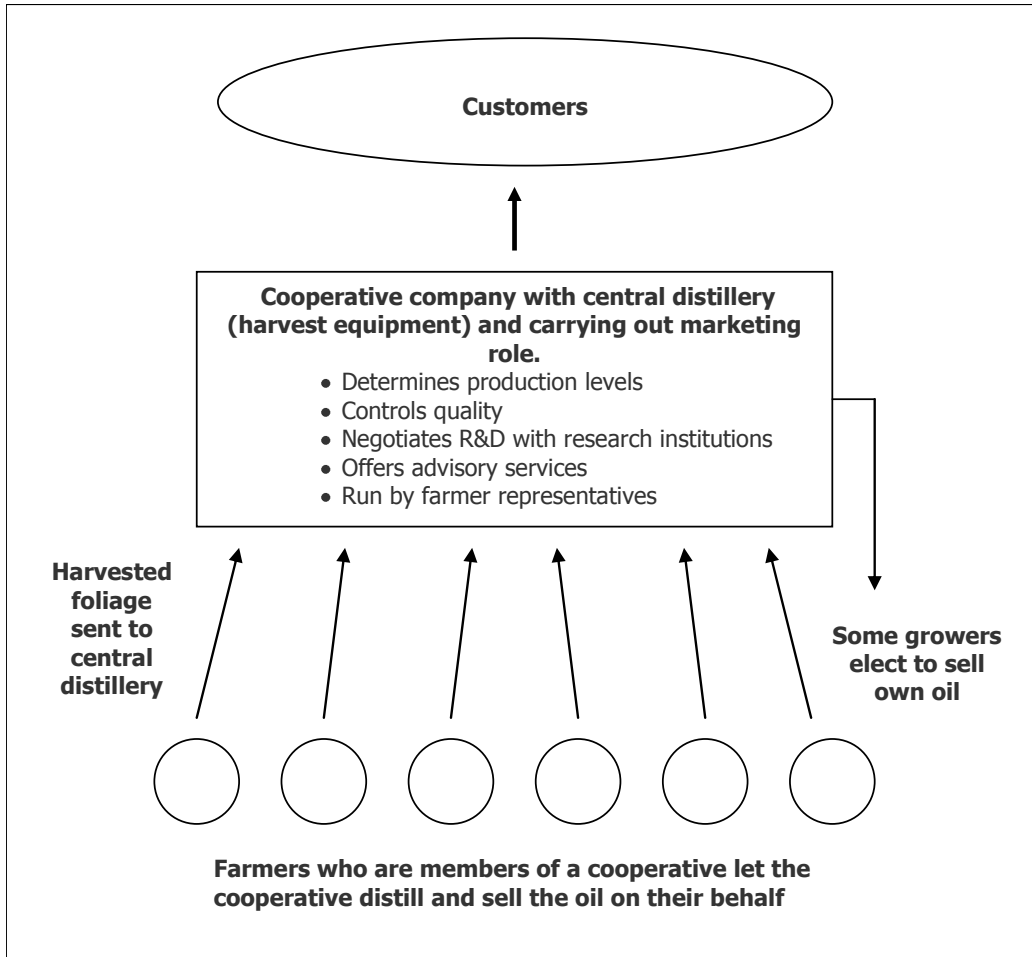 Customers
Cooperative company with central distillery
(harvest equipment) and carrying out marketing
role.
• Determines production levels
• Controls quality
• Negotiates R&D with research institutions
• Offers advisory services
• Run by farmer representatives
Harvested
foliage
sent to
central
distillery
Some growers
elect to sell
own oil
Farmers who are members of a cooperative let the
cooperative distill and sell the oil on their behalf